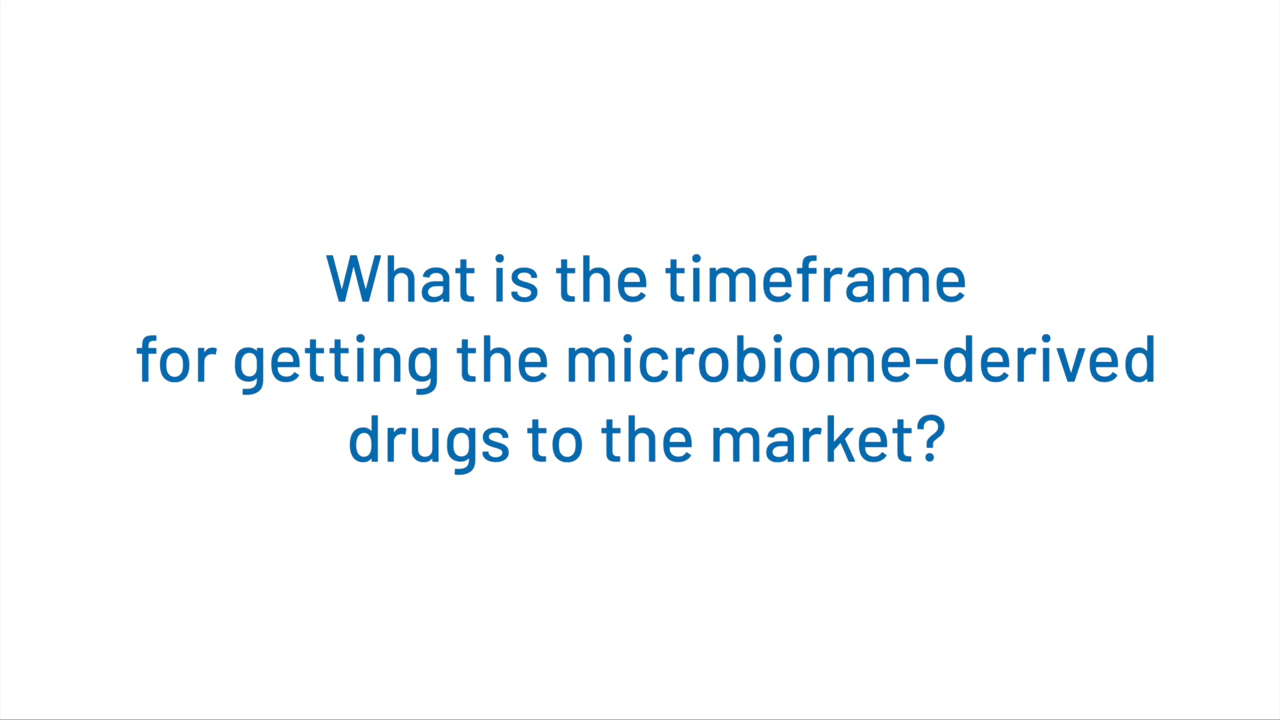 What is the timeframe
for getting the microbiome-derived
drugs to the market?